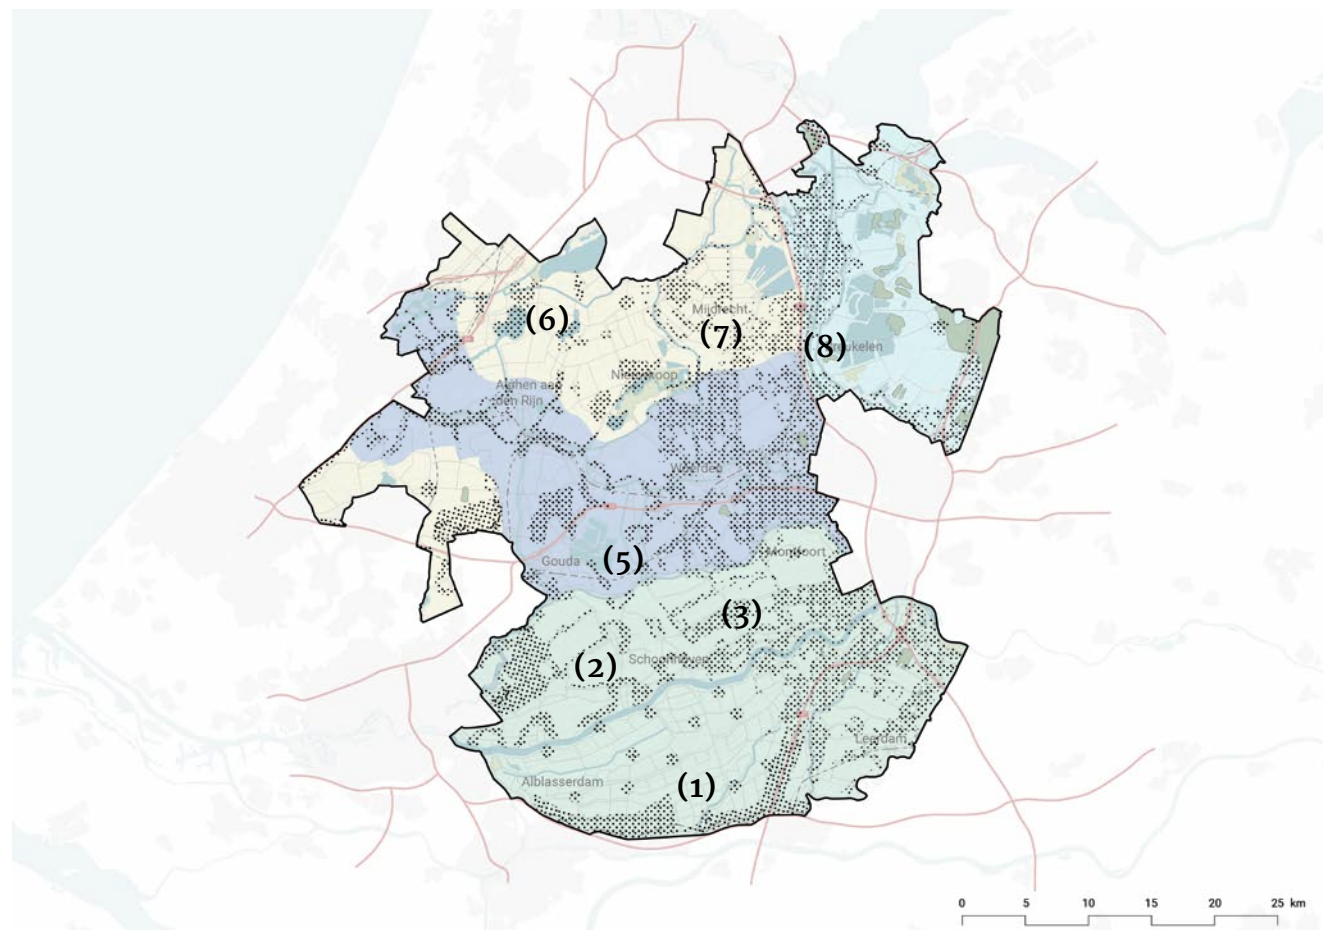 (6)
Mijdrecht
(7)
(8)
Nieuwkoop
Alphen aan
den Rijn
Woerden
Gouda
(5)
Montfoort
(3)
(2)
Schoonhoven
Leerdam
Alblasserdam
(1)
0 5 10 15 20 25 km